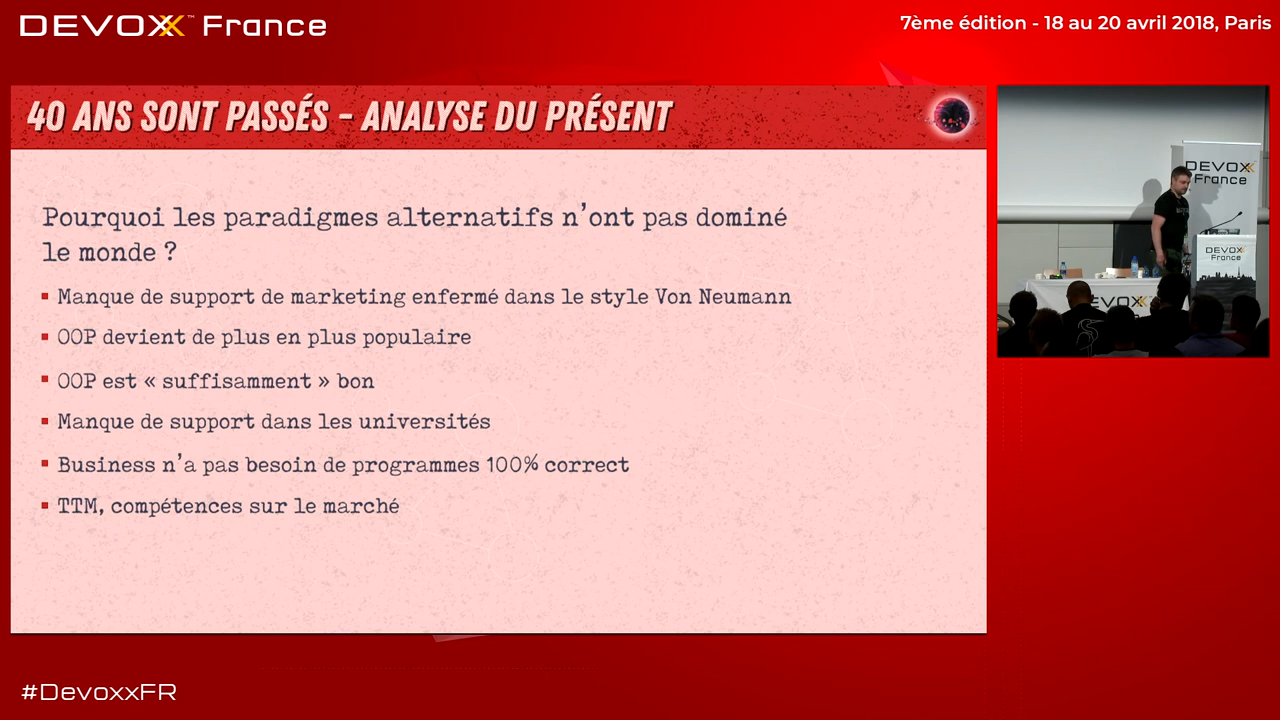 DEVOXX™ France
7ème édition - 18 au 20 avril 2018, Paris
40 ANS SONT PASSÉS - ANALYSE DU PRÉSENT
Pourquoi les paradigmes alternatifs n'ont pas dominé
le monde ?
Manque de support de marketing enfermé dans le style Von Neumann
OOP devient de plus en plus populaire
OOP est « suffisamment » bon
Manque de support dans les universités
Business n'a pas besoin de programmes 100% correct
TTM, compétences sur le marché
DEVOXX
France
DEVOXX
France
DEVOXX
#DevoxxFR